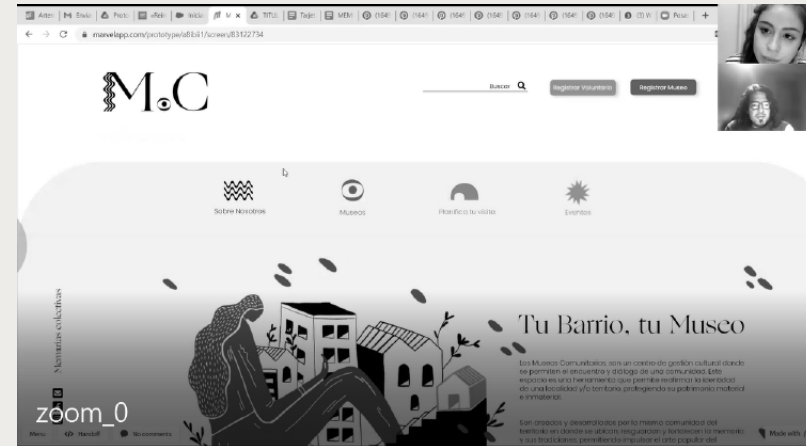 marvelapp.com/prototype/a8ibli1/screen/83122734
M.C
Buscar
Registrar Voluntario
Registrar Museo
Sobre Nosotros
Museos
Planifica tu visita
Eventos
Memorias colectivas
Tu Barrio, tu Museo
Los Museos Comunitarios, son un centro de gestión cultural donde
se permiten el encuentro y diálogo de una comunidad. Este
espacio es una herramienta que permite reafirmar la identidad
de una localidad y/o territorio, protegiendo su patrimonio material
e inmaterial.
Son creados y desarrollados por la misma comunidad del
territorio en donde se ubican, resguardan y fortalecen la memoria
y sus tradiciones, permitiendo impulsar el arte popular del
zoom_0
Menu
Handoff
No comments
Made with